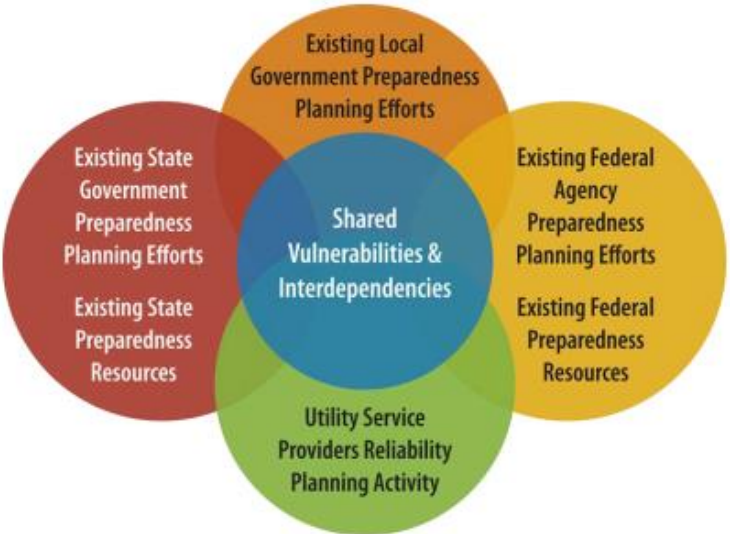 Existing Local
Government Preparedness
Planning Efforts
Existing State
Government
Preparedness
Planning Efforts
Existing State
Preparedness
Resources
Shared
Vulnerabilities &
Interdependencies
Existing Federal
Agency
Preparedness
Planning Efforts
Existing Federal
Preparedness
Resources
Utility Service
Providers Reliability
Planning Activity